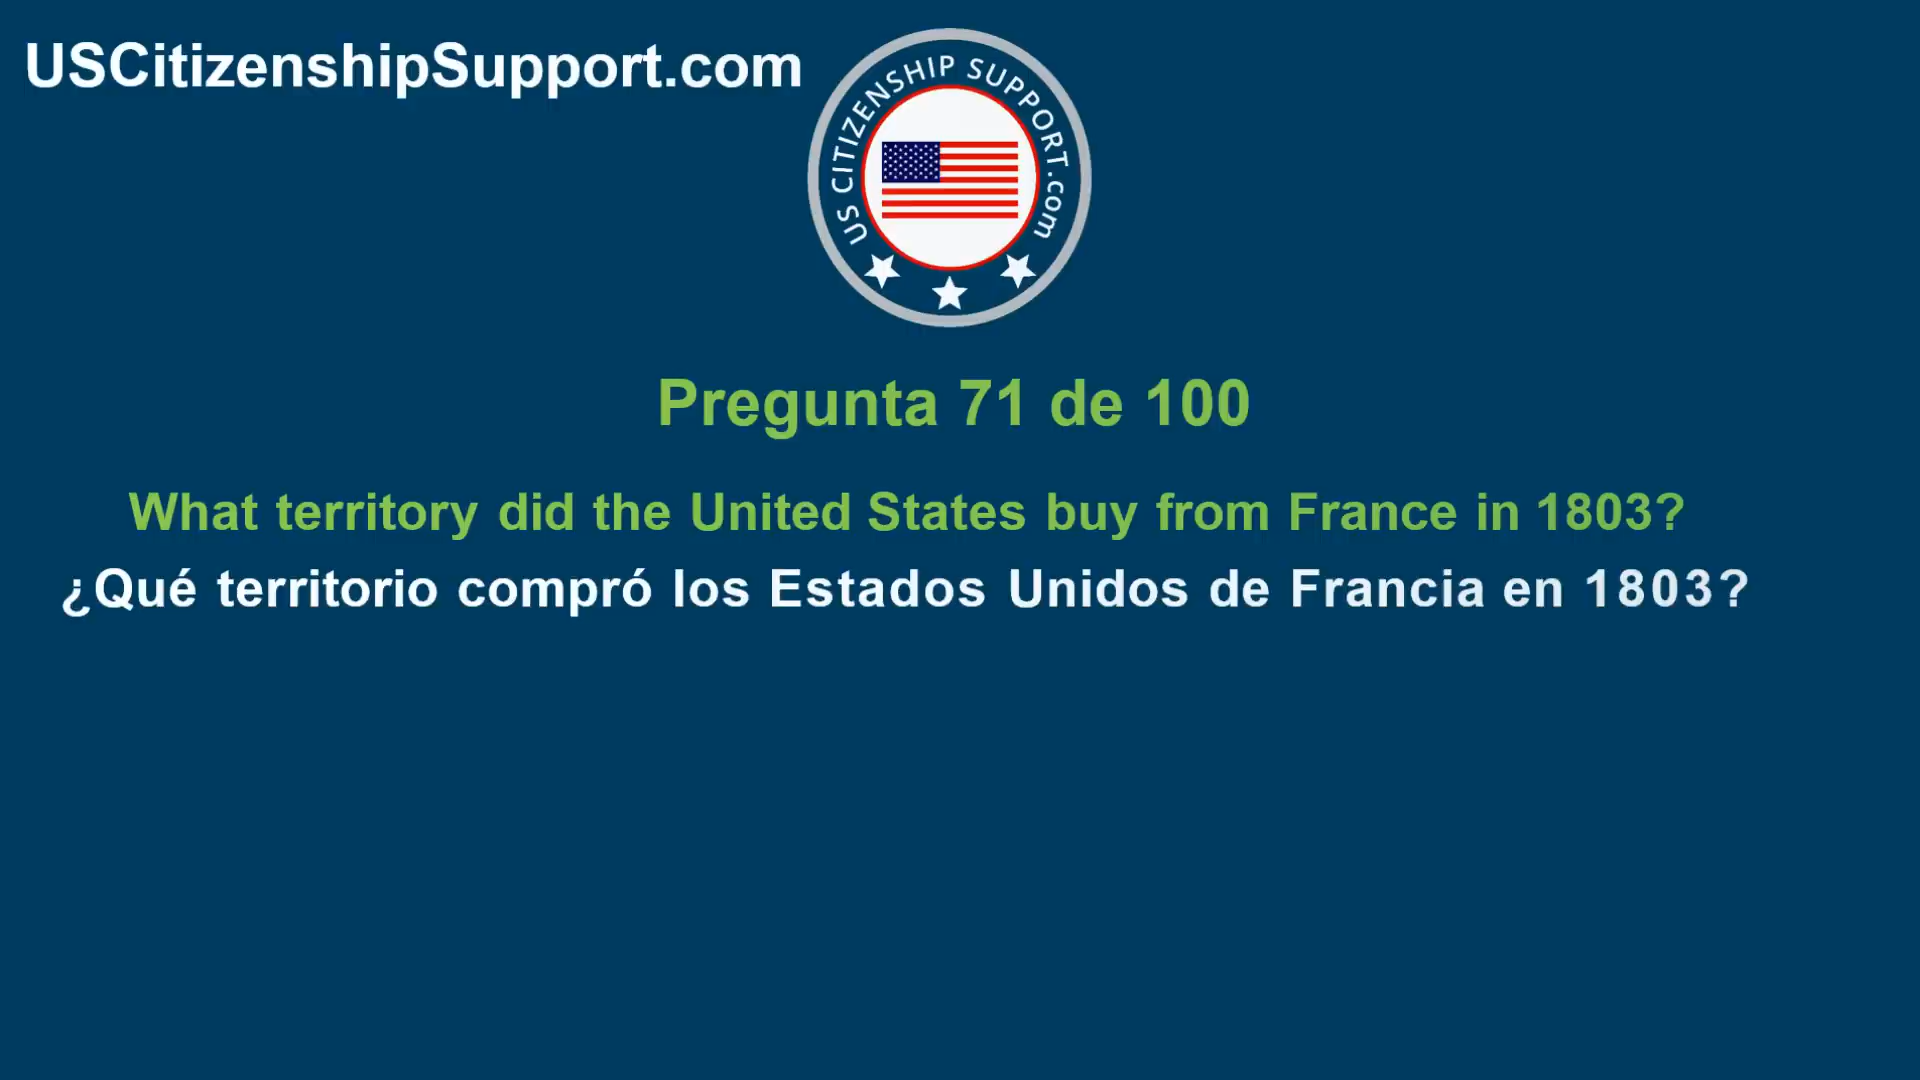 USCitizenshipSupport.com
US CITIZENSHIP SUPPORT.com
Pregunta 71 de 100
What territory did the United States buy from France in 1803?
¿Qué territorio compró los Estados Unidos de Francia en 1803?